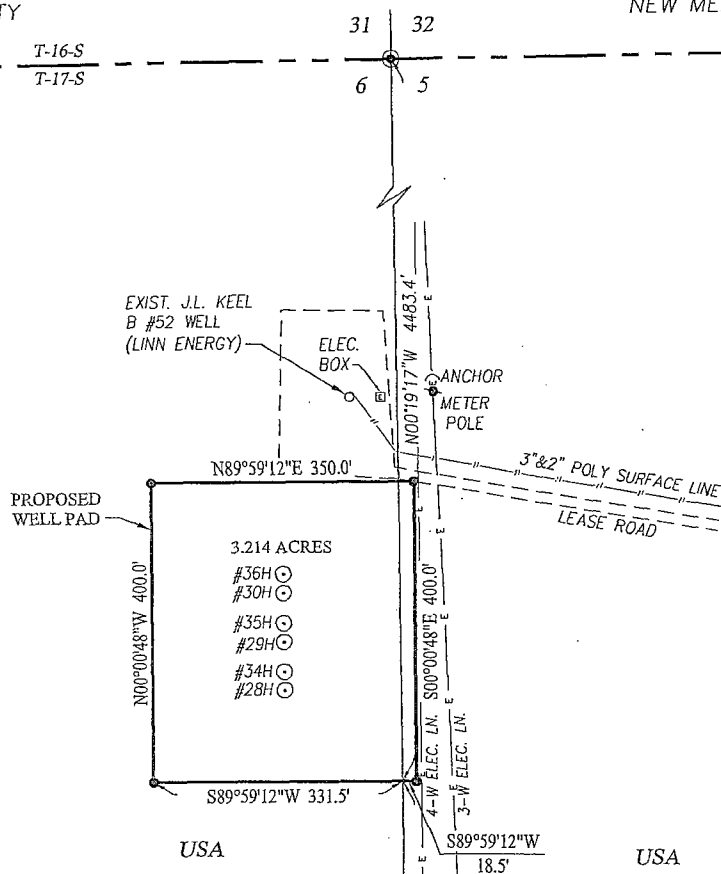 TY
NEW ME
31 32
T-16-S
T-17-S
6 5
EXIST. J.L. KEEL
B #52 WELL
(LINN ENERGY)
ELEC.
BOX
E
N00°19'17"W 4483.4'
E
E
ANCHOR
METER
POLE
N89°59'12"E 350.0'
3"&2" POLY SURFACE LINE
LEASE ROAD
PROPOSED
WELL PAD
3.214 ACRES
#36H
#30H
#35H
#29H
#34H
#28H
N00°00'48"W 400.0'
S00°00'48"E 400.0'
E
E
E
E
E
E
E
4-W ELEC. LN.
3-W ELEC. LN.
S89°59'12"W 331.5'
S89°59'12"W
18.5'
E
USA
USA